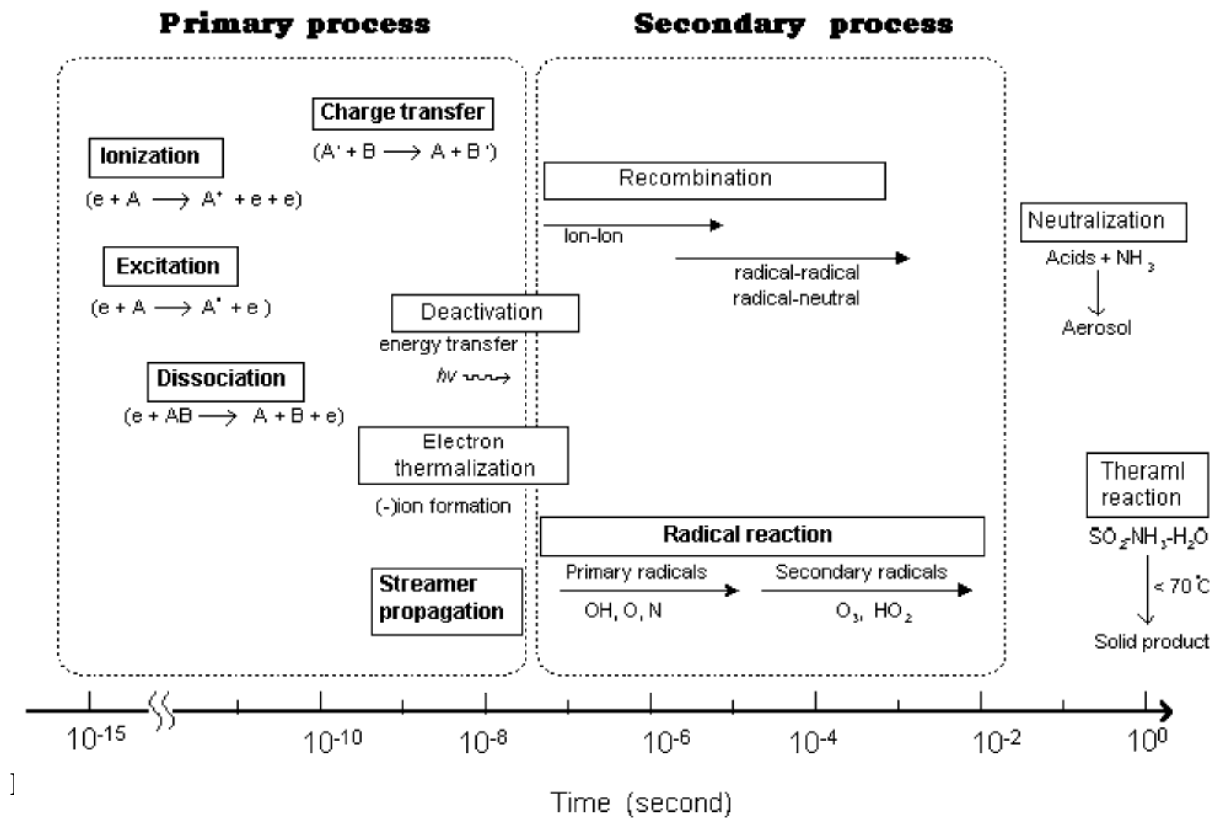 Primary process
Secondary process
Charge transfer
(A⁺ + B ⟶ A + B⁺)
Ionization
(e + A ⟶ A⁺ + e + e)
Excitation
(e + A ⟶ A* + e )
Deactivation
energy transfer
hν
Dissociation
(e + AB ⟶ A + B + e)
Electron
thermalization
(-)ion formation
Streamer
propagation
Recombination
Ion-Ion
radical-radical
radical-neutral
Radical reaction
Primary radicals
OH, O, N
Secondary radicals
O₃, HO₂
Neutralization
Acids + NH₃
Aerosol
Theraml
reaction
SO₂-NH₃-H₂O
< 70℃
Solid product
10⁻¹⁵ 10⁻¹⁰ 10⁻⁸ 10⁻⁶ 10⁻⁴ 10⁻² 10⁰
Time (second)